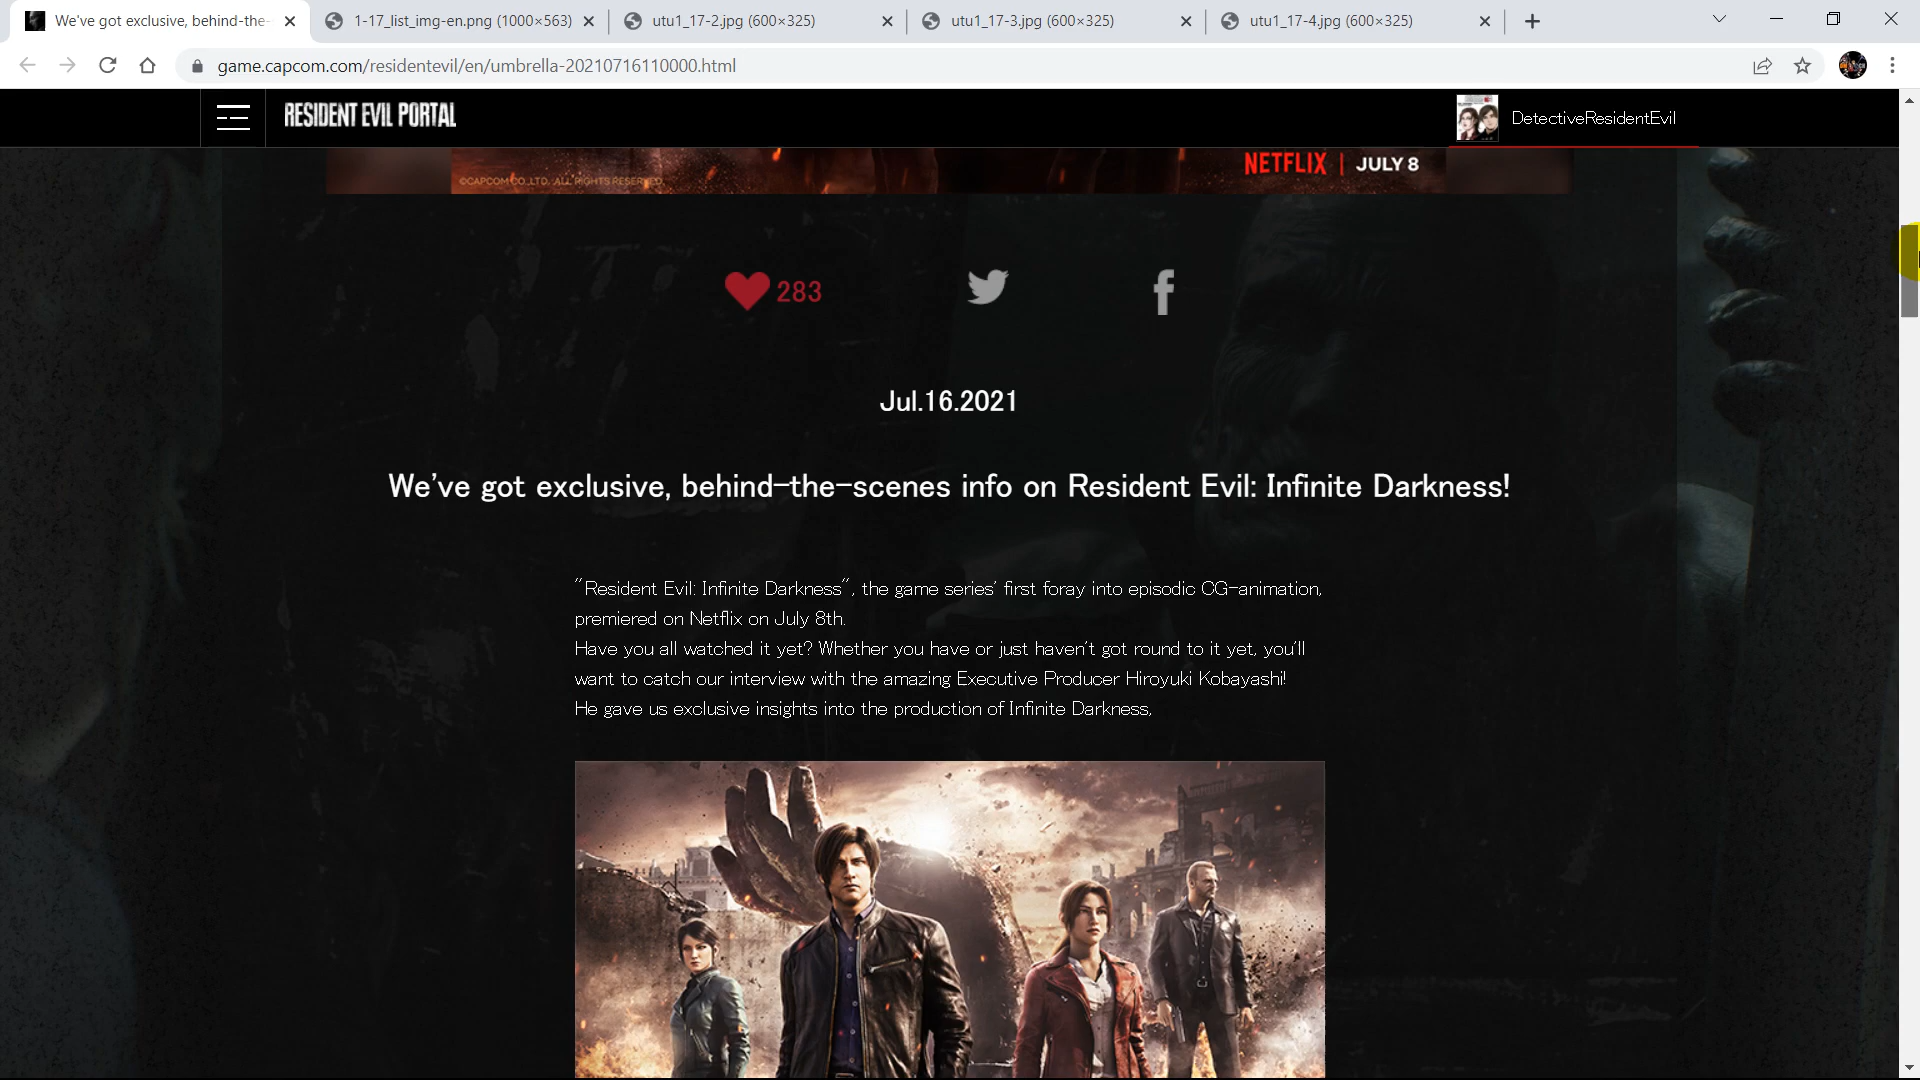 We've got exclusive, behind-the-
1-17_list_img-en.png (1000×563)
utu1_17-2.jpg (600×325)
utu1_17-3.jpg (600×325)
utu1_17-4.jpg (600×325)
game.capcom.com/residentevil/en/umbrella-20210716110000.html
RESIDENT EVIL PORTAL
DetectiveResidentEvil
©CAPCOM CO.,LTD. ALL RIGHTS RESERVED.
NETFLIX | JULY 8
283
Jul.16.2021
We've got exclusive, behind-the-scenes info on Resident Evil: Infinite Darkness!
"Resident Evil: Infinite Darkness", the game series' first foray into episodic CG-animation,
premiered on Netflix on July 8th.
Have you all watched it yet? Whether you have or just haven't got round to it yet, you'll
want to catch our interview with the amazing Executive Producer Hiroyuki Kobayashi!
He gave us exclusive insights into the production of Infinite Darkness,